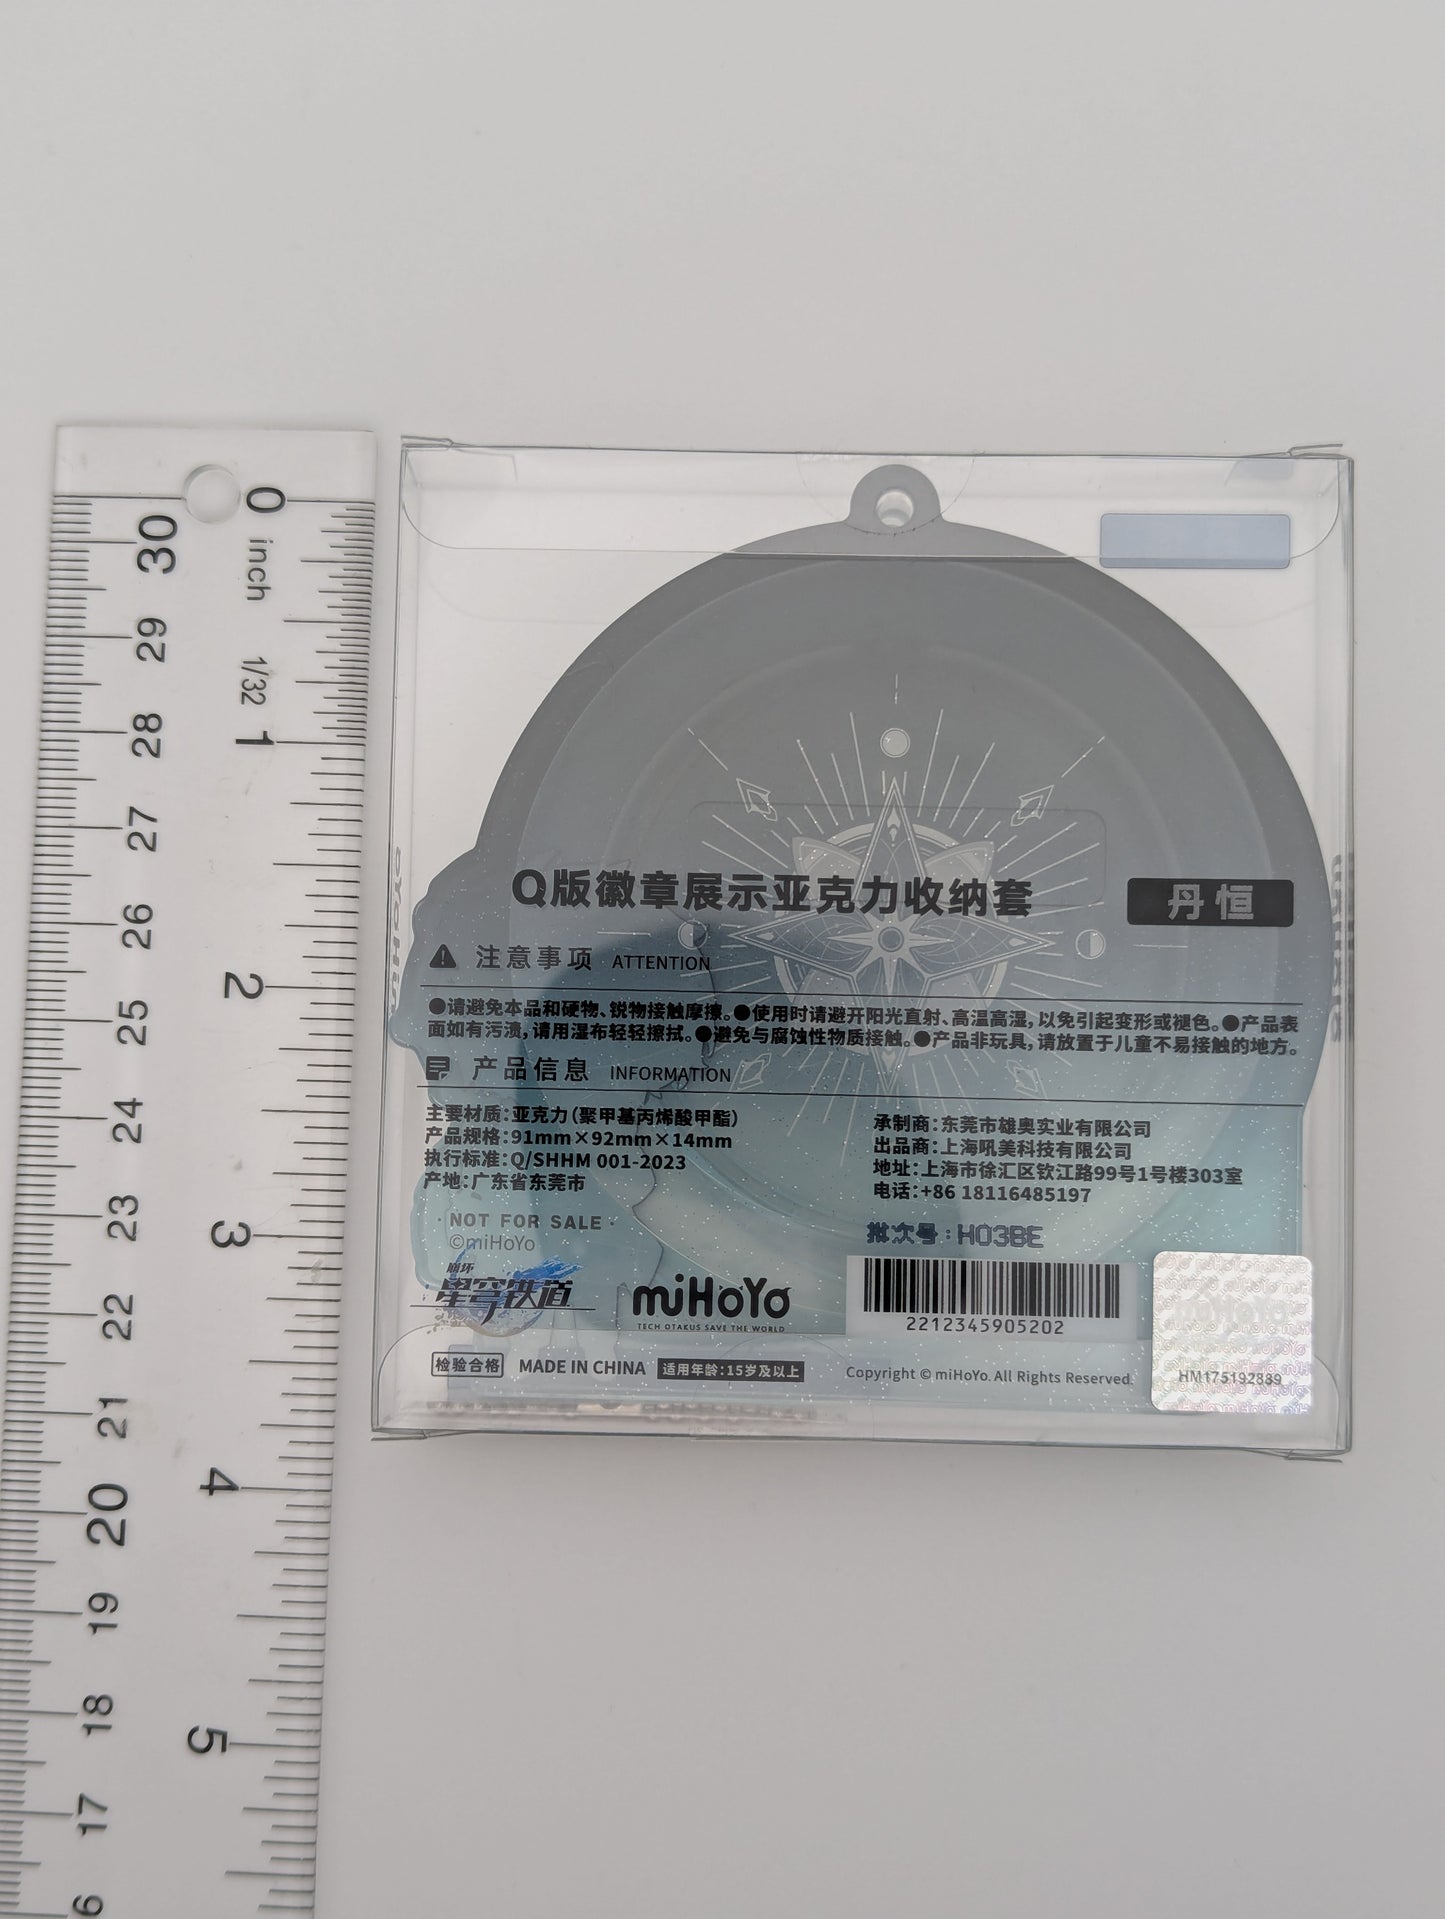 0 inch
30
29
1/32
28
1
27
26
2
25
24
23
3
22
21
4
20
19
18
5
17
6
Q版徽章展示亚克力收纳套
丹恒
注意事项 ATTENTION
●请避免本品和硬物、锐物接触摩擦。●使用时请避开阳光直射、高温高湿,以免引起变形或褪色。●产品表
面如有污渍,请用湿布轻轻擦拭。●避免与腐蚀性物质接触。●产品非玩具,请放置于儿童不易接触的地方。
产品信息 INFORMATION
主要材质:亚克力(聚甲基丙烯酸甲酯)
产品规格:91mm×92mm×14mm
执行标准:Q/SHHM 001-2023
产地:广东省东莞市
承制商:东莞市雄奥实业有限公司
出品商:上海吼美科技有限公司
地址:上海市徐汇区钦江路99号1号楼303室
电话:+86 18116485197
· NOT FOR SALE ·
©miHoYo
批次号:H03BE
崩坏
星穹铁道
miHoYo
TECH OTAKUS SAVE THE WORLD
2212345905202
检验合格 MADE IN CHINA 适用年龄:15岁及以上
Copyright © miHoYo. All Rights Reserved.
miHoYo
HM175192839